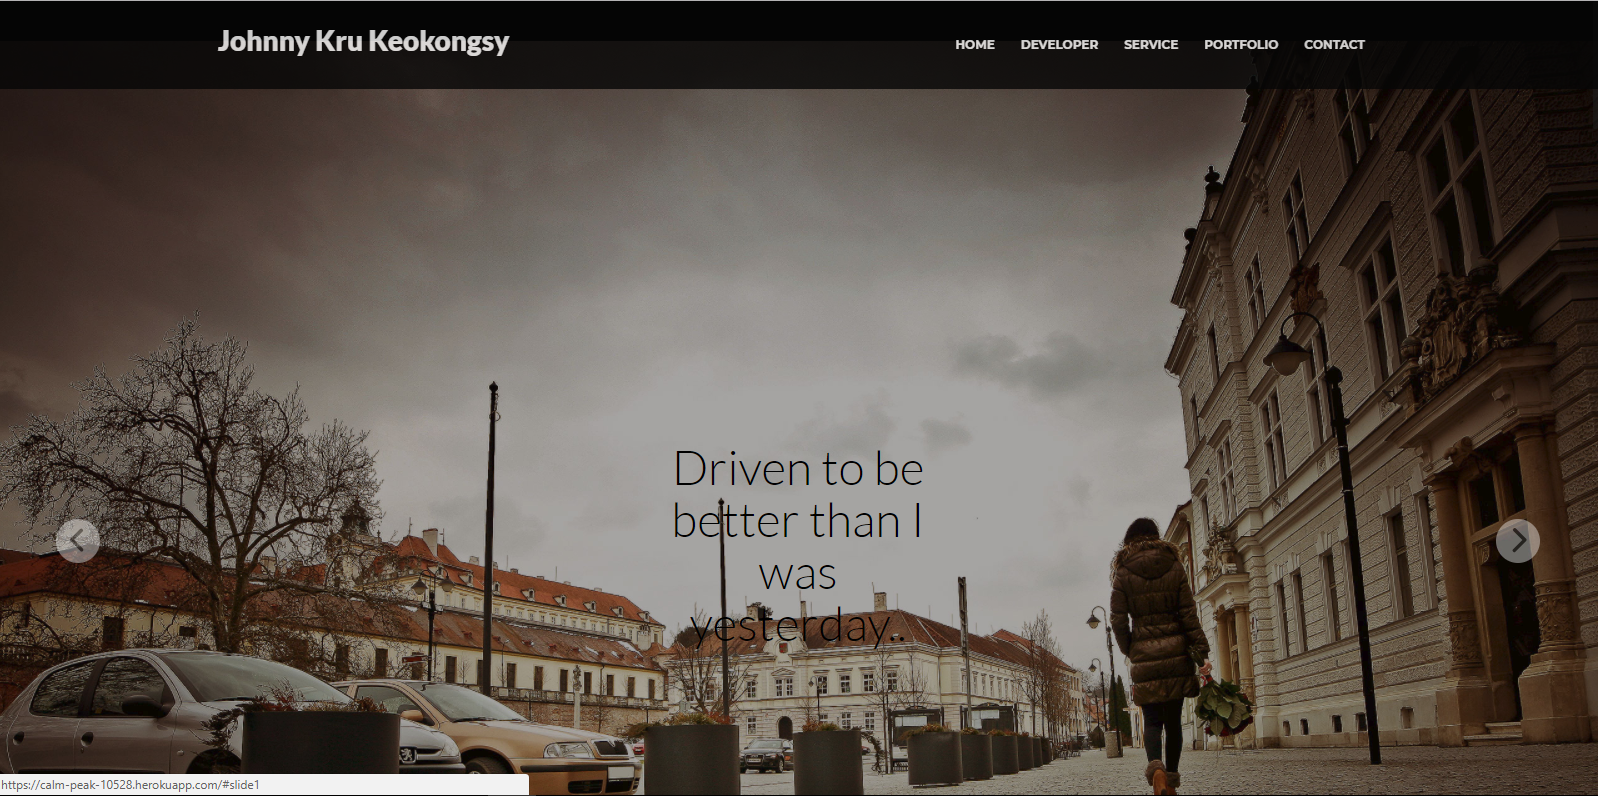 Johnny Kru Keokongsy
HOME DEVELOPER SERVICE PORTFOLIO CONTACT
Driven to be
better than I
was
yesterday..
https://calm-peak-10528.herokuapp.com/#slide1